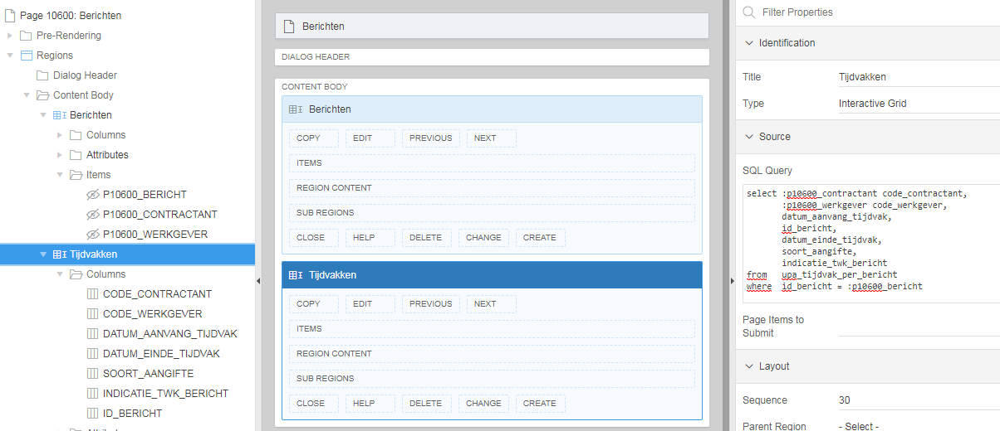 Page 10600: Berichten
Pre-Rendering
Regions
Dialog Header
Content Body
Berichten
Columns
Attributes
Items
P10600_BERICHT
P10600_CONTRACTANT
P10600_WERKGEVER
Tijdvakken
Columns
CODE_CONTRACTANT
CODE_WERKGEVER
DATUM_AANVANG_TIJDVAK
DATUM_EINDE_TIJDVAK
SOORT_AANGIFTE
INDICATIE_TWK_BERICHT
ID_BERICHT
Berichten
DIALOG HEADER
CONTENT BODY
Berichten
COPY EDIT PREVIOUS NEXT
ITEMS
REGION CONTENT
SUB REGIONS
CLOSE HELP DELETE CHANGE CREATE
Tijdvakken
COPY EDIT PREVIOUS NEXT
ITEMS
REGION CONTENT
SUB REGIONS
CLOSE HELP DELETE CHANGE CREATE
Filter Properties
Identification
Title Tijdvakken
Type Interactive Grid
Source
SQL Query
select :p10600_contractant code_contractant,
:p10600_werkgever code_werkgever,
datum_aanvang_tijdvak,
id_bericht,
datum_einde_tijdvak,
soort_aangifte,
indicatie_twk_bericht
from upa_tijdvak_per_bericht
where id_bericht = :p10600_bericht
Page Items to
Submit
Layout
Sequence 30
Parent Region - Select -